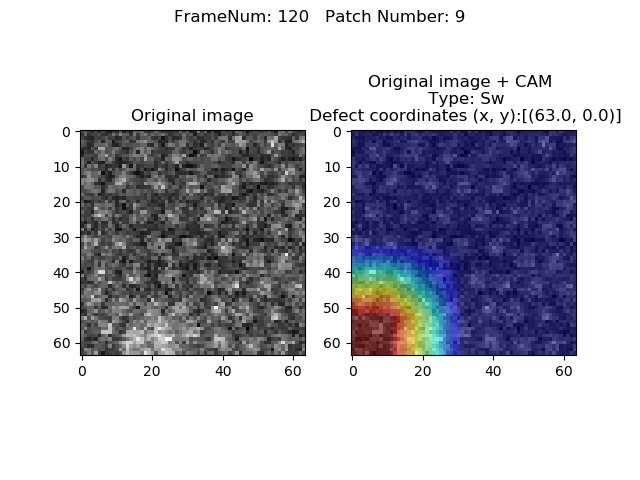 FrameNum: 120   Patch Number: 9
Original image
Original image + CAM
Type: Sw
Defect coordinates (x, y):[(63.0, 0.0)]
0
10
20
30
40
50
60
0 20 40 60
0
10
20
30
40
50
60
0 20 40 60